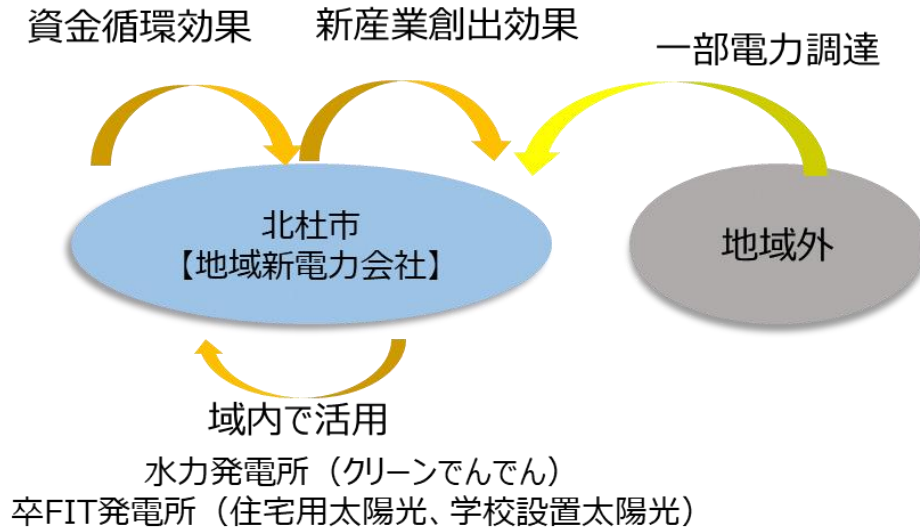 資金循環効果
新産業創出効果
一部電力調達
北杜市
【地域新電力会社】
地域外
域内で活用
水力発電所（クリーンでんでん）
卒FIT発電所（住宅用太陽光、学校設置太陽光）